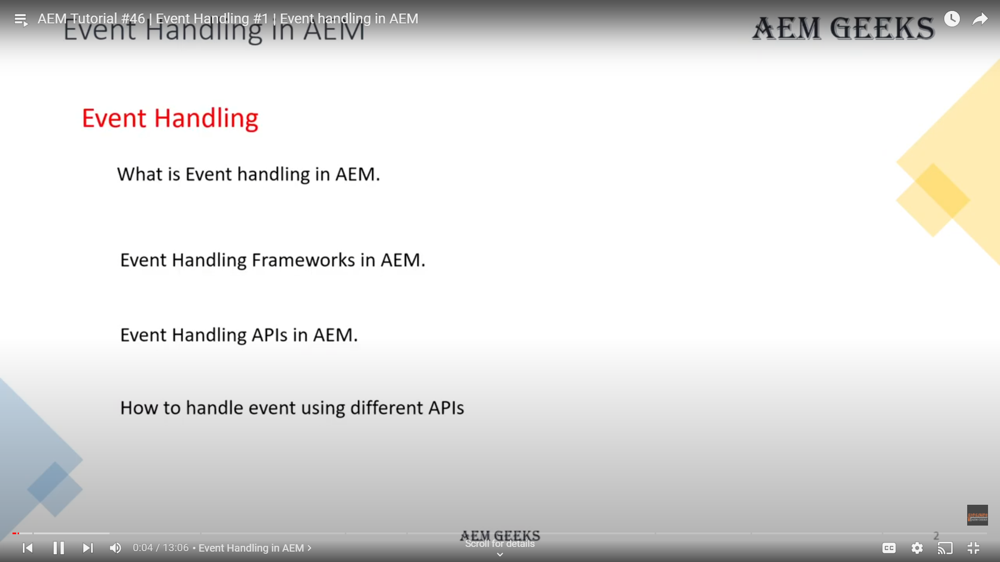 AEM Tutorial #46 | Event Handling #1 | Event handling in AEM
Event Handling in AEM
AEM GEEKS
Event Handling
What is Event handling in AEM.
Event Handling Frameworks in AEM.
Event Handling APIs in AEM.
How to handle event using different APIs
AEM GEEKS
2
0:04 / 13:06 • Event Handling in AEM
Scroll for details
CC